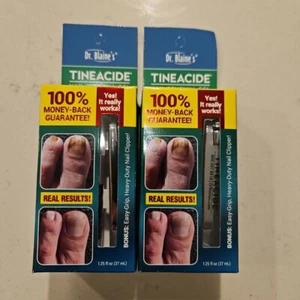 Dr. Blaine's®
TINEACIDE
100%
MONEY-BACK
GUARANTEE!
Yes!
It really
works!
REAL RESULTS!
BONUS: Easy-Grip, Heavy-Duty Nail Clipper!
1.25 fl oz (37 mL)
Dr. Blaine's®
TINEACIDE
100%
MONEY-BACK
GUARANTEE!
Yes!
It really
works!
REAL RESULTS!
BONUS: Easy-Grip, Heavy-Duty Nail Clipper!
1.25 fl oz (37 mL)